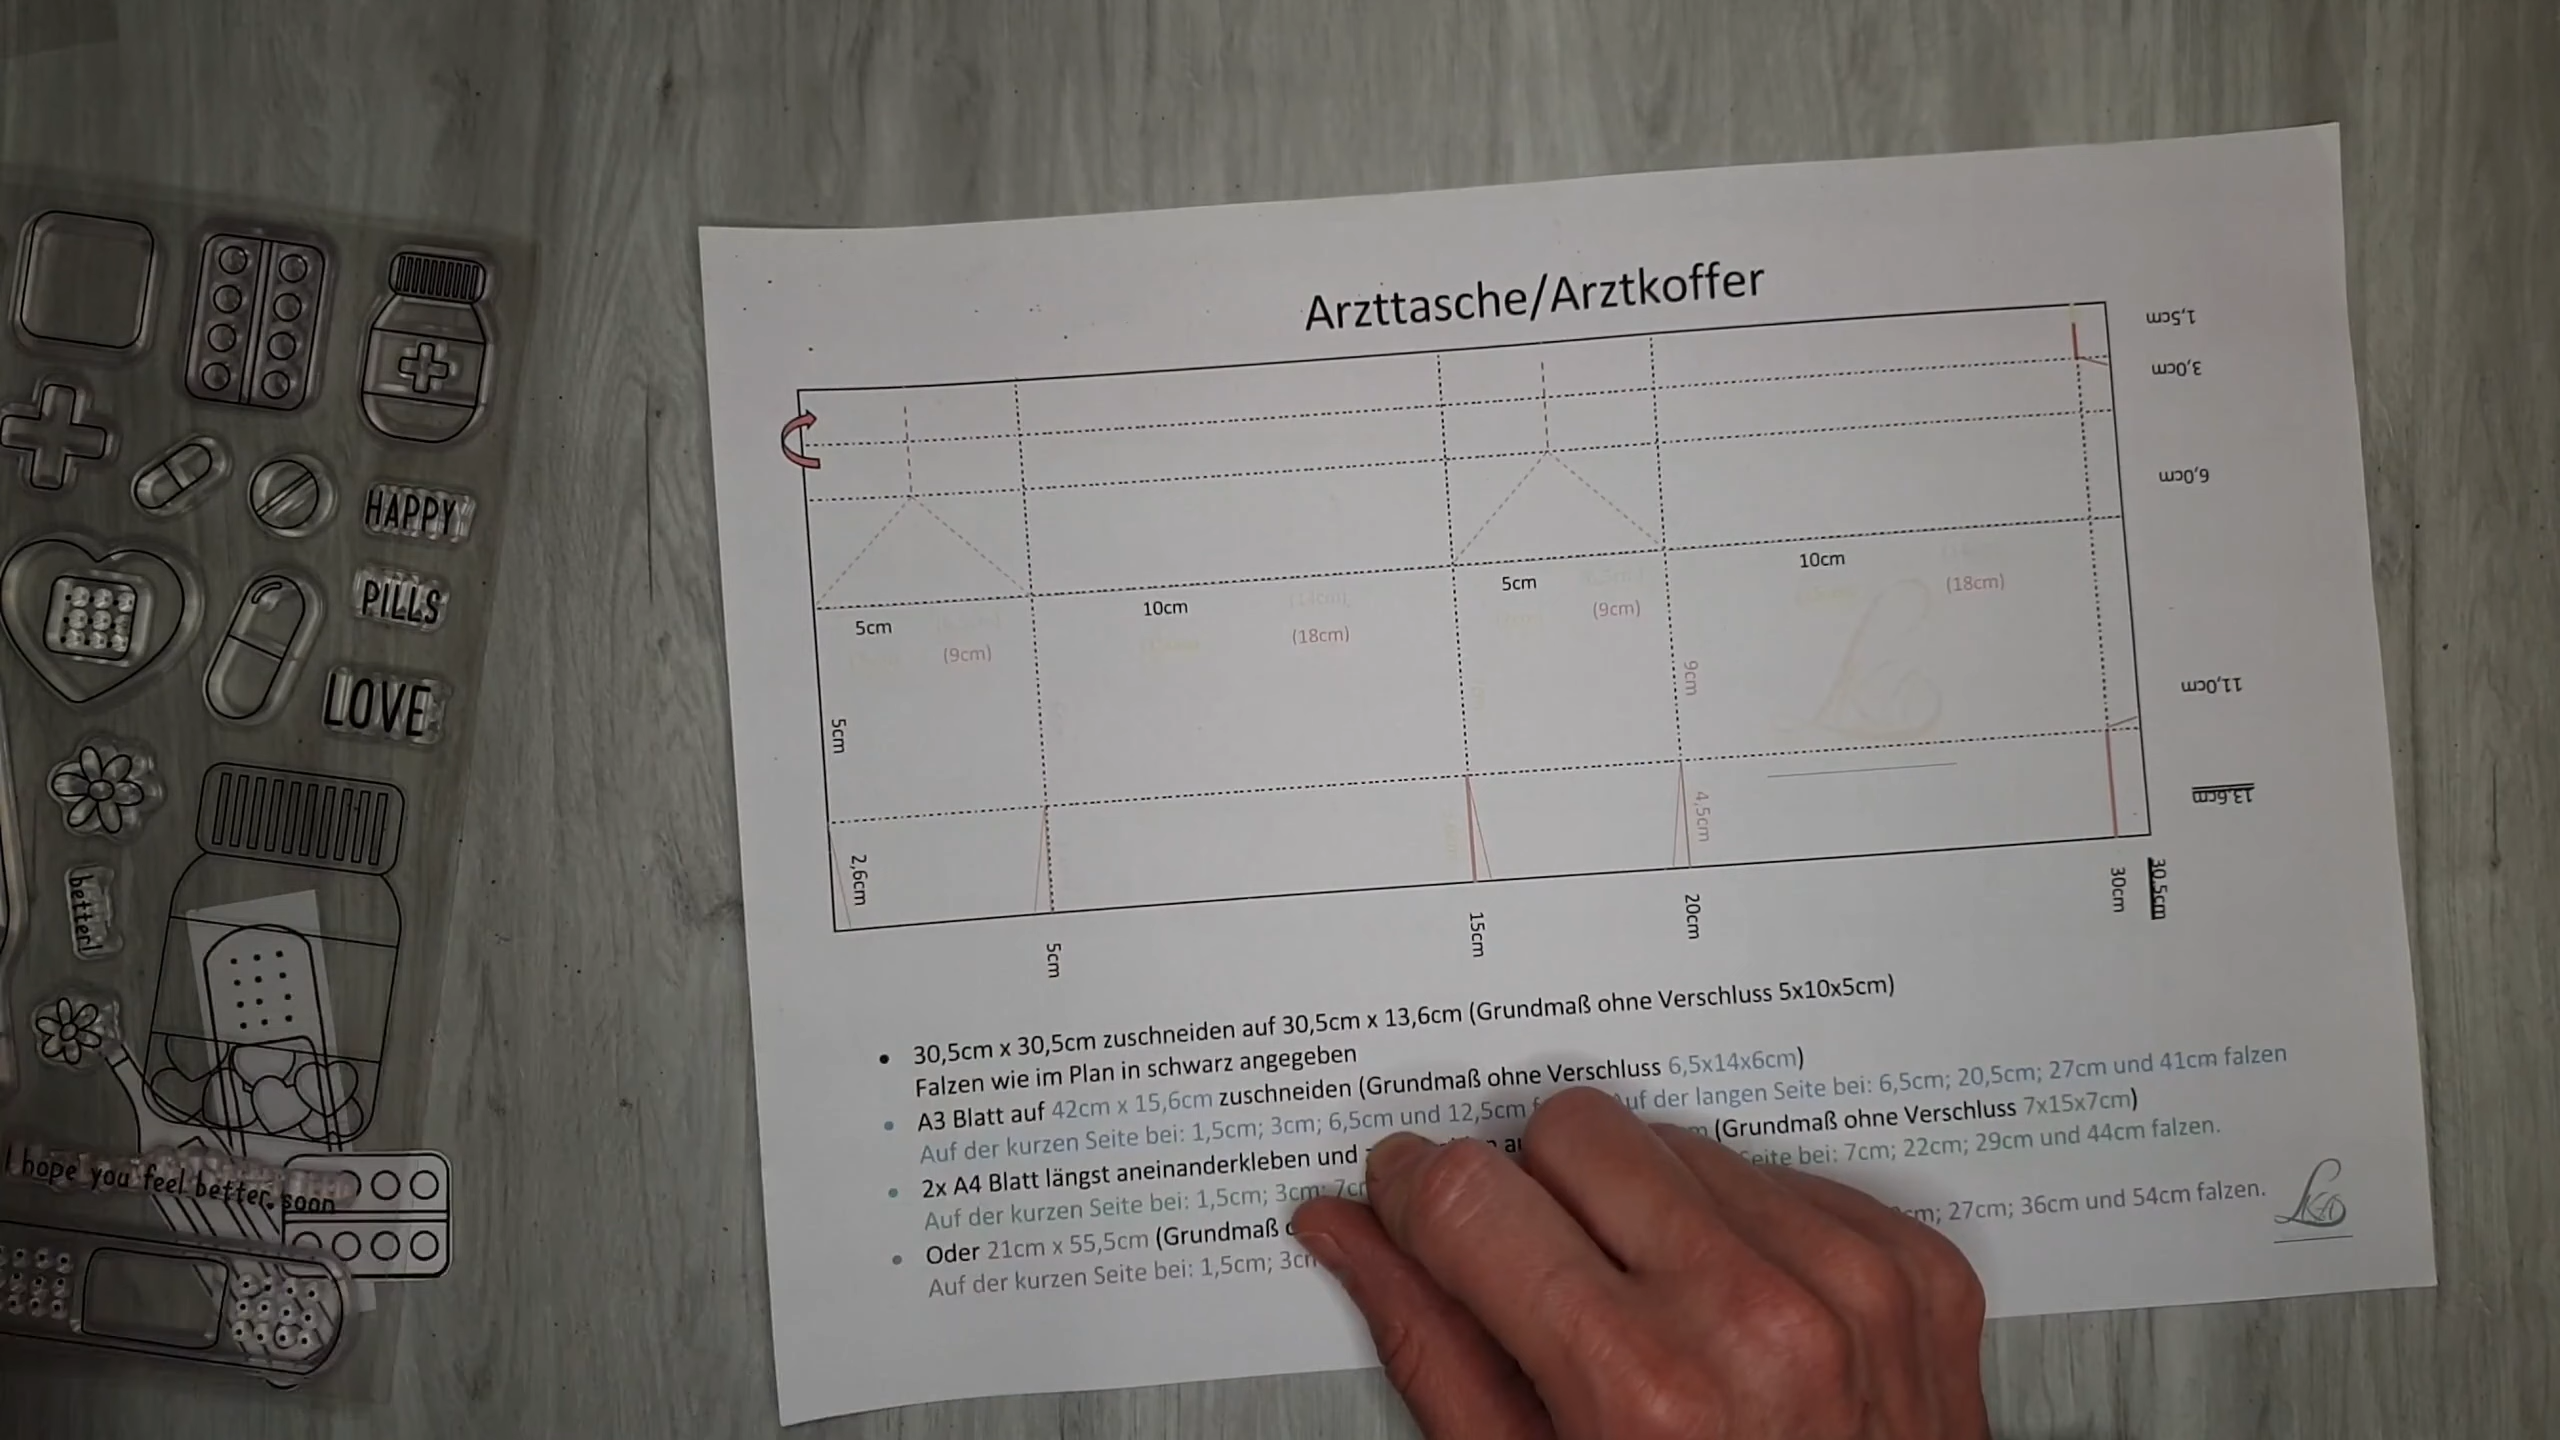 HAPPY
PILLS
LOVE
better!
I hope you feel better soon
Arzttasche/Arztkoffer
1,5cm
3,0cm
6,0cm
11,0cm
13,6cm
5cm
(9cm)
10cm
(18cm)
5cm
(9cm)
10cm
(18cm)
5cm
9cm
2,6cm
4,5cm
5cm
15cm
20cm
30cm
30,5cm
• 30,5cm x 30,5cm zuschneiden auf 30,5cm x 13,6cm (Grundmaß ohne Verschluss 5x10x5cm)
Falzen wie im Plan in schwarz angegeben
• A3 Blatt auf 42cm x 15,6cm zuschneiden (Grundmaß ohne Verschluss 6,5x14x6cm)
Auf der kurzen Seite bei: 1,5cm; 3cm; 6,5cm und 12,5cm Auf der langen Seite bei: 6,5cm; 20,5cm; 27cm und 41cm falzen
• 2x A4 Blatt längst aneinanderkleben und (Grundmaß ohne Verschluss 7x15x7cm)
Auf der kurzen Seite bei: 1,5cm; 3cm; bei: 7cm; 22cm; 29cm und 44cm falzen.
• Oder 21cm x 55,5cm (Grundmaß
Auf der kurzen Seite bei: 1,5cm; 27cm; 36cm und 54cm falzen.